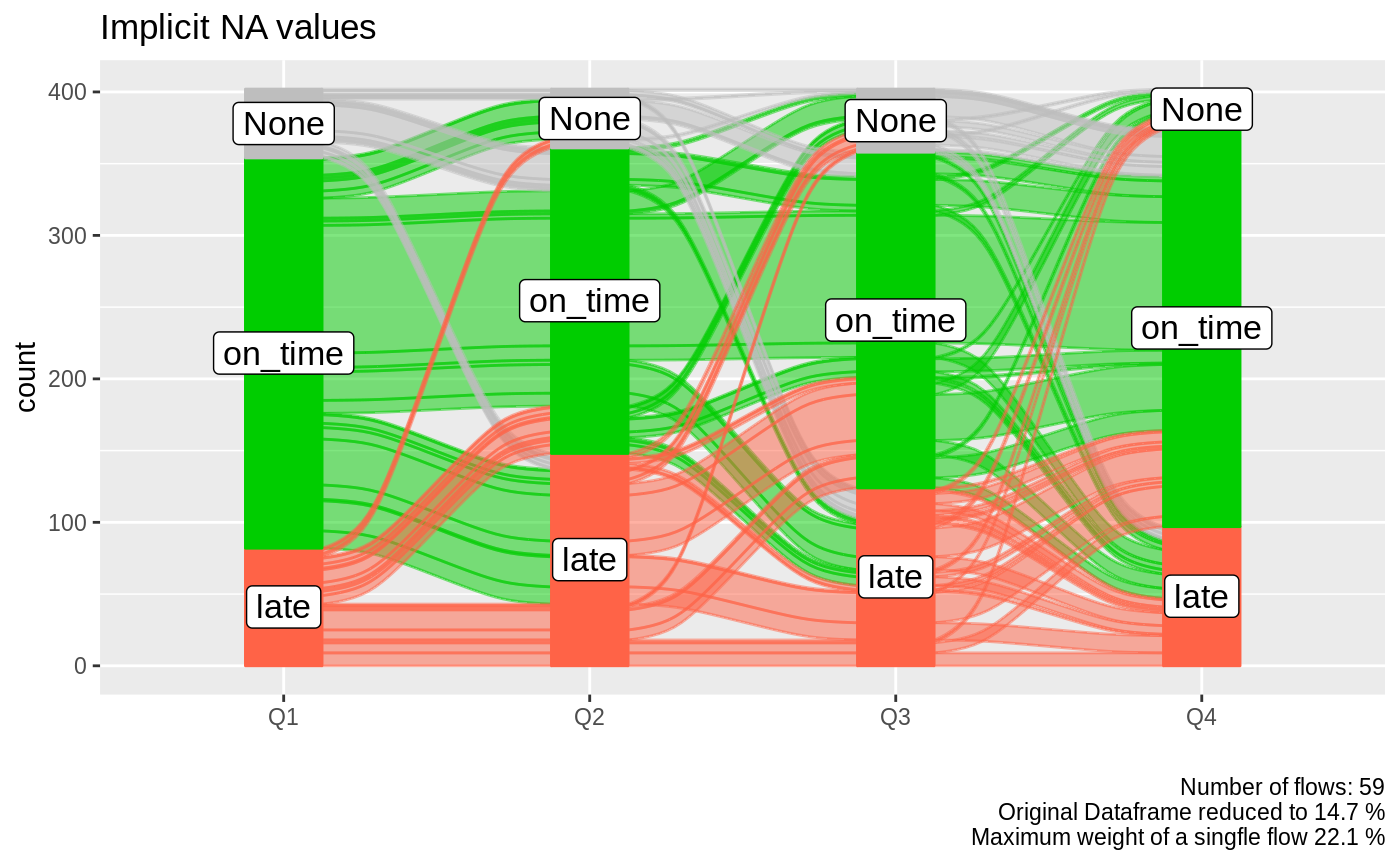 Implicit NA values
400
300
200
100
0
count
None
on_time
late
None
on_time
late
None
on_time
late
None
on_time
late
Q1
Q2
Q3
Q4
Number of flows: 59
Original Dataframe reduced to 14.7 %
Maximum weight of a singfle flow 22.1 %